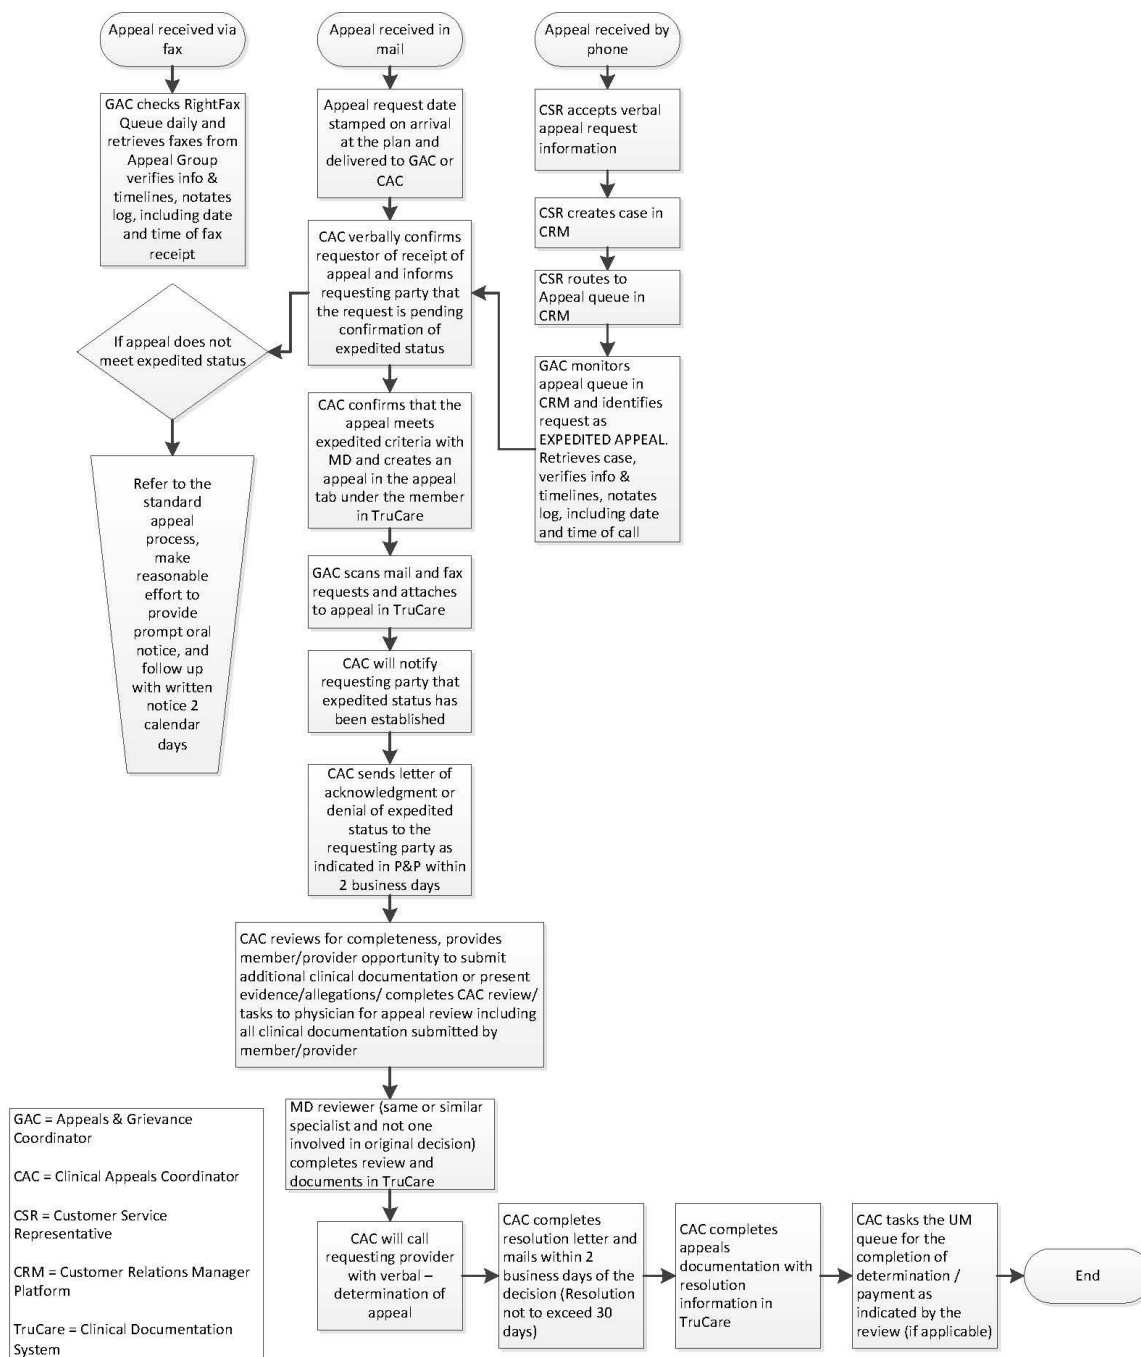 Appeal received via
fax
Appeal received in
mail
Appeal received by
phone
GAC checks RightFax
Queue daily and
retrieves faxes from
Appeal Group
verifies info &
timelines, notates
log, including date
and time of fax
receipt
Appeal request date
stamped on arrival
at the plan and
delivered to GAC or
CAC
CSR accepts verbal
appeal request
information
CSR creates case in
CRM
CSR routes to
Appeal queue in
CRM
GAC monitors
appeal queue in
CRM and identifies
request as
EXPEDITED APPEAL.
Retrieves case,
verifies info &
timelines, notates
log, including date
and time of call
CAC verbally confirms
requestor of receipt of
appeal and informs
requesting party that
the request is pending
confirmation of
expedited status
If appeal does not
meet expedited status
Refer to the
standard
appeal
process,
make
reasonable
effort to
provide
prompt oral
notice, and
follow up
with written
notice 2
calendar
days
CAC confirms that the
appeal meets
expedited criteria with
MD and creates an
appeal in the appeal
tab under the member
in TruCare
GAC scans mail and fax
requests and attaches
to appeal in TruCare
CAC will notify
requesting party that
expedited status has
been established
CAC sends letter of
acknowledgment or
denial of expedited
status to the
requesting party as
indicated in P&P within
2 business days
CAC reviews for completeness, provides
member/provider opportunity to submit
additional clinical documentation or present
evidence/allegations/ completes CAC review/
tasks to physician for appeal review including
all clinical documentation submitted by
member/provider
MD reviewer (same or similar
specialist and not one
involved in original decision)
completes review and
documents in TruCare
CAC will call
requesting provider
with verbal –
determination of
appeal
CAC completes
resolution letter and
mails within 2
business days of the
decision (Resolution
not to exceed 30
days)
CAC completes
appeals
documentation with
resolution
information in
TruCare
CAC tasks the UM
queue for the
completion of
determination /
payment as
indicated by the
review (if applicable)
End
GAC = Appeals & Grievance
Coordinator
CAC = Clinical Appeals Coordinator
CSR = Customer Service
Representative
CRM = Customer Relations Manager
Platform
TruCare = Clinical Documentation
System